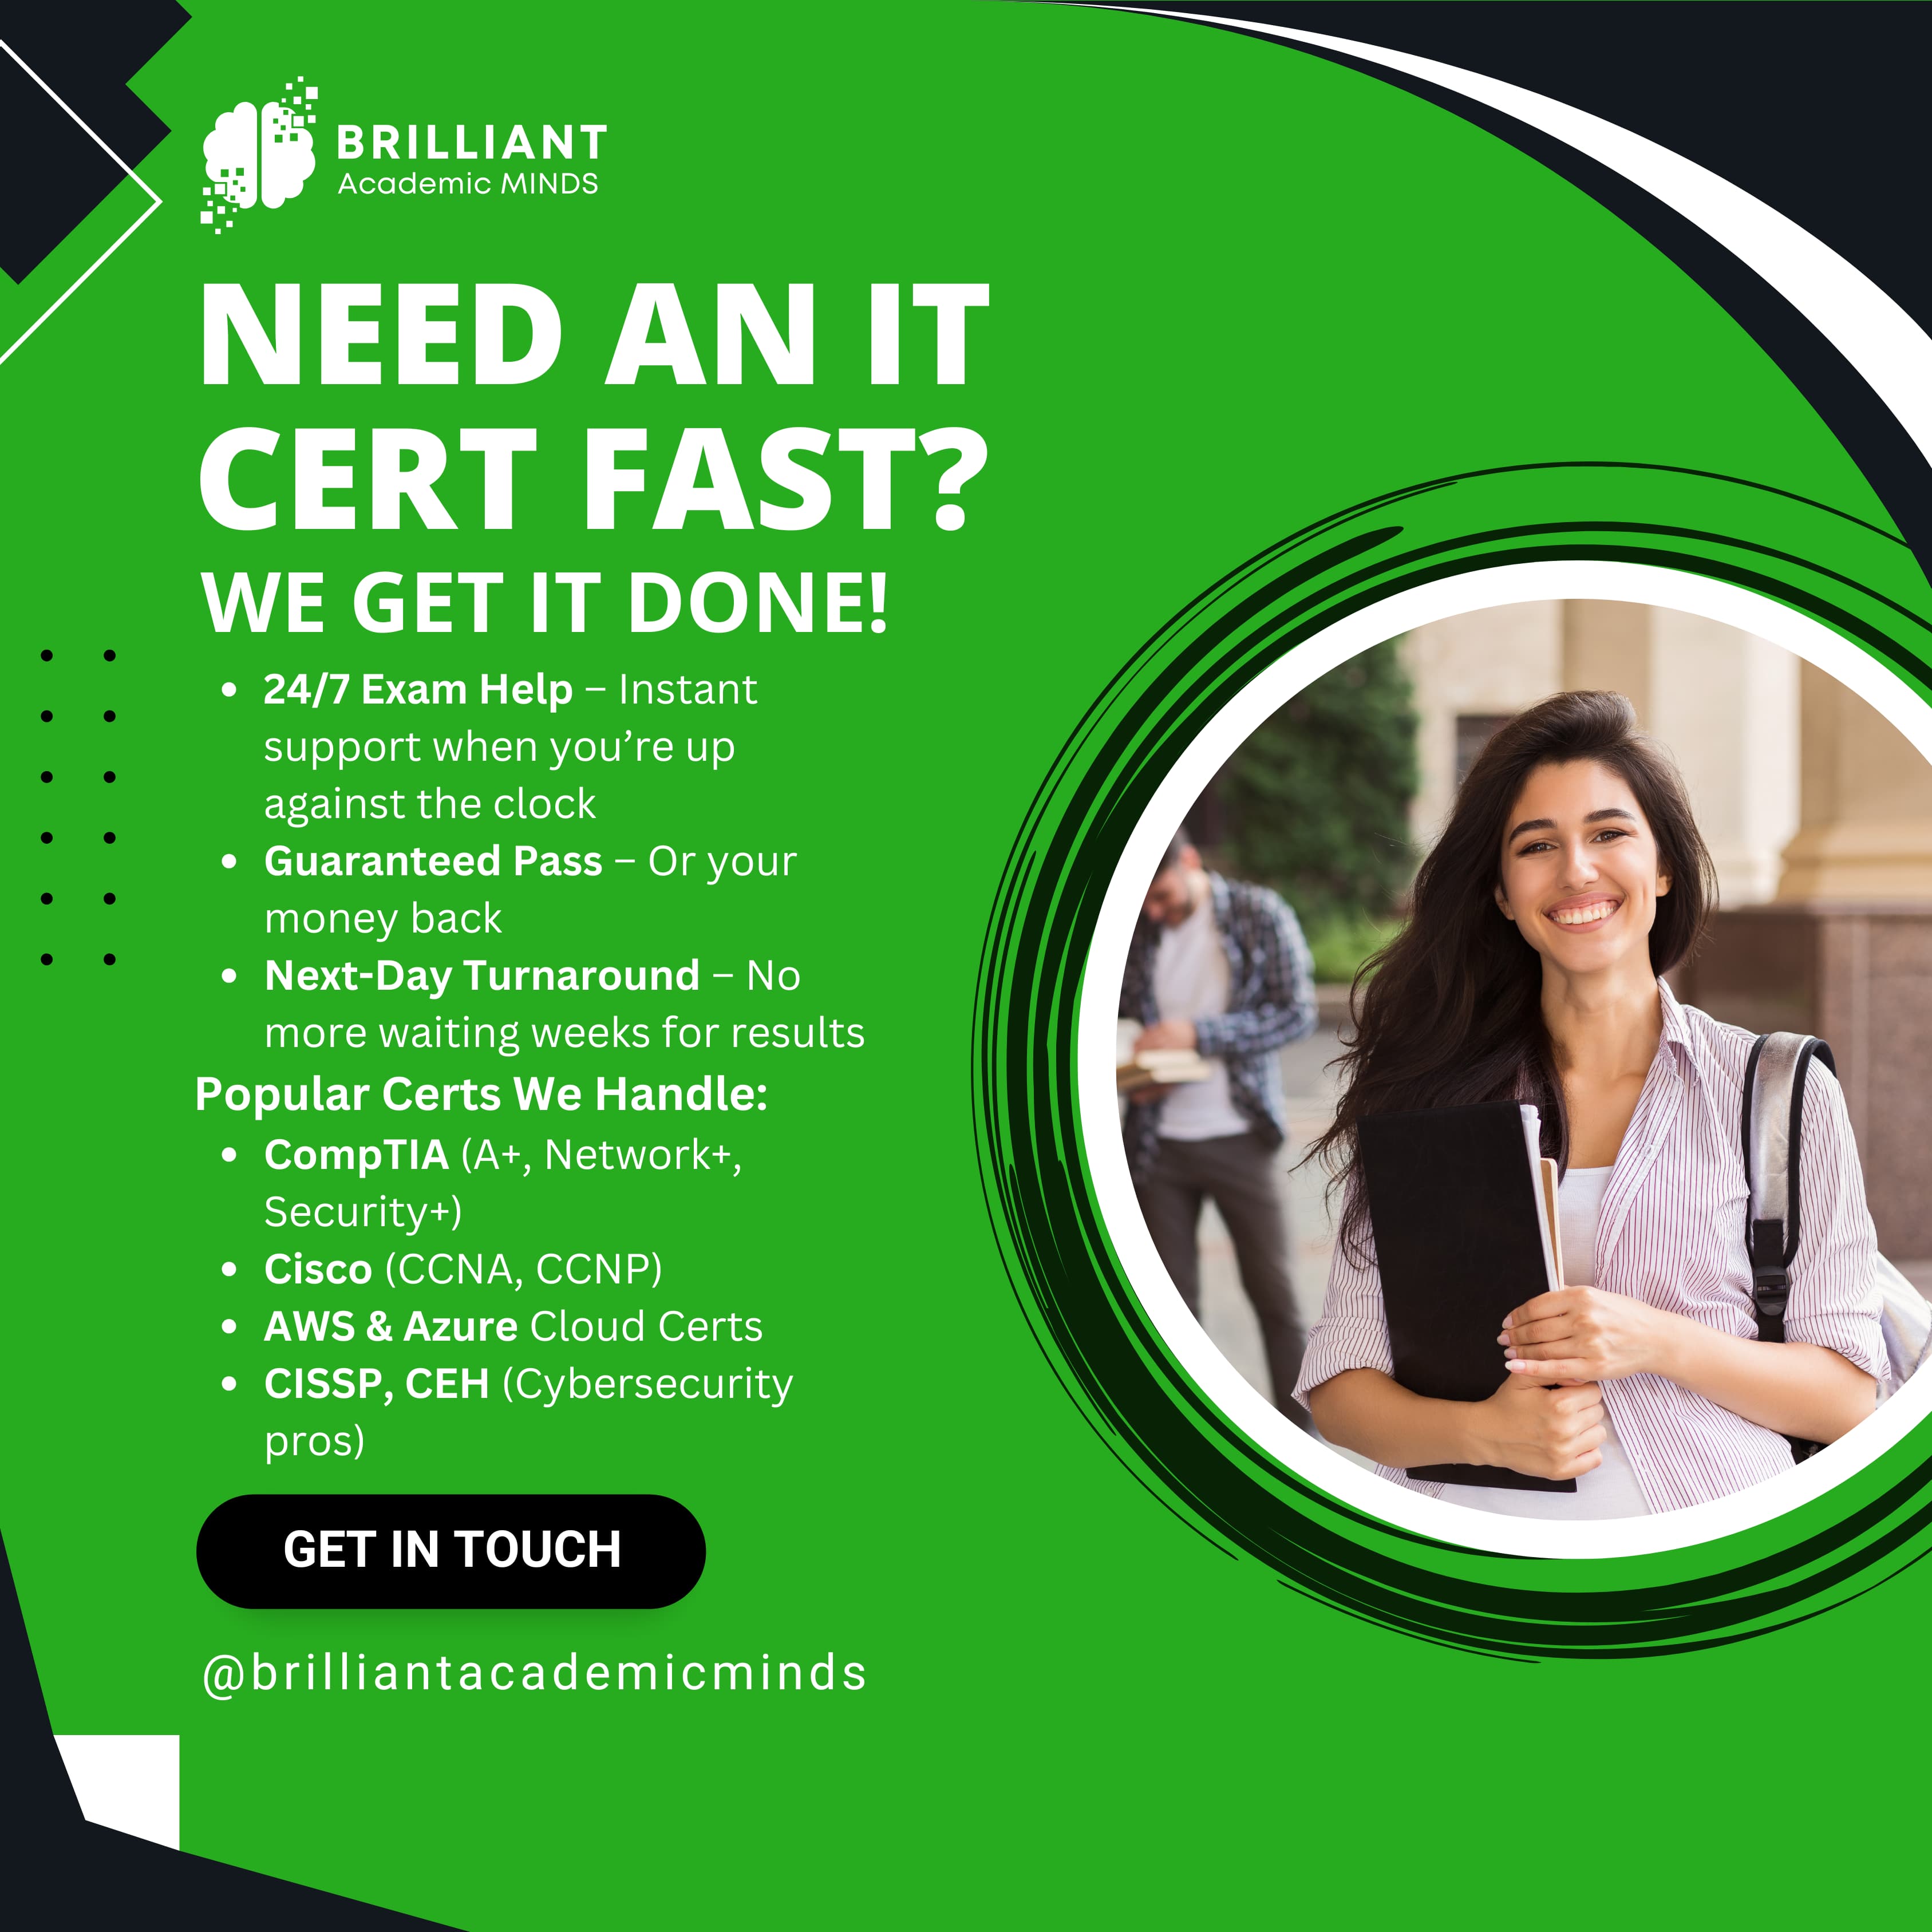 BRILLIANT
Academic MINDS
NEED AN IT
CERT FAST?
WE GET IT DONE!
• 24/7 Exam Help – Instant
support when you’re up
against the clock
• Guaranteed Pass – Or your
money back
• Next-Day Turnaround – No
more waiting weeks for results
Popular Certs We Handle:
• CompTIA (A+, Network+,
Security+)
• Cisco (CCNA, CCNP)
• AWS & Azure Cloud Certs
• CISSP, CEH (Cybersecurity
pros)
GET IN TOUCH
@brilliantacademicminds